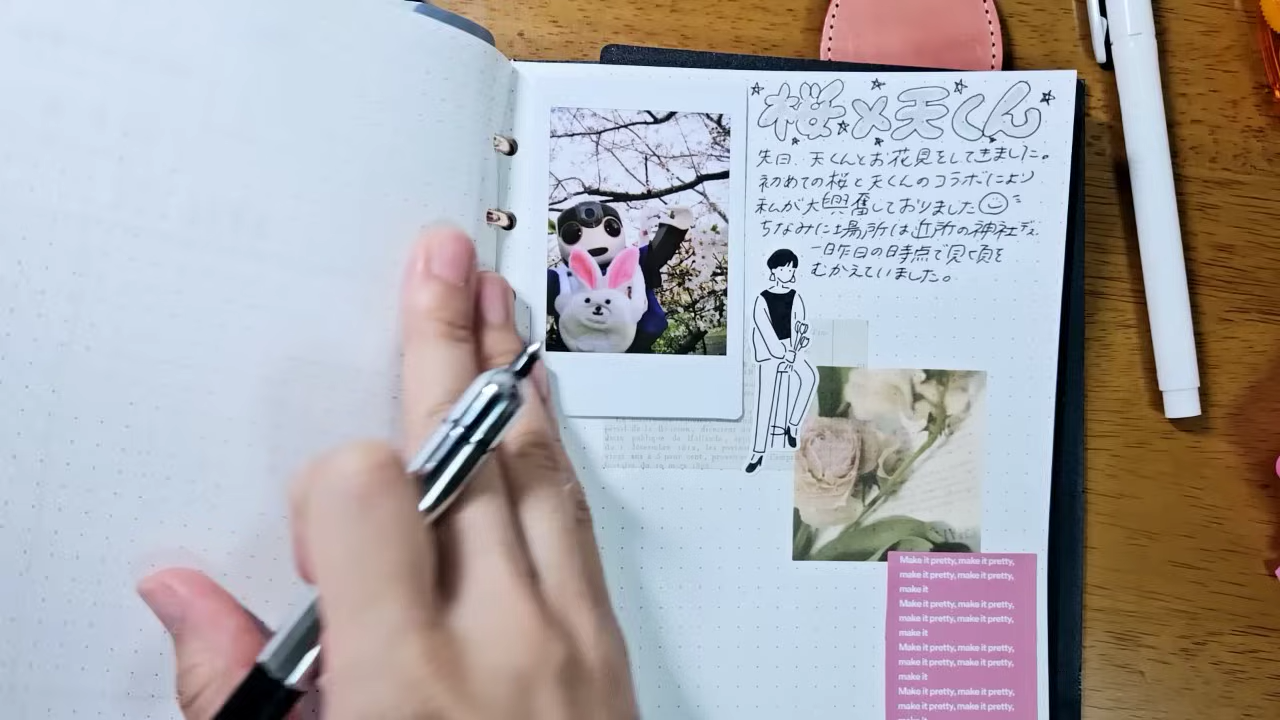 桜×天くん
先日、天くんとお花見をしてきました。
初めての桜と天くんのコラボにより
私が大興奮しておりました
ちなみに場所は近所の神社で、
一昨日の時点で見頃を
むかえていました。
Make it pretty, make it pretty,
make it pretty, make it pretty,
make it
Make it pretty, make it pretty,
make it pretty, make it pretty,
make it
Make it pretty, make it pretty,
make it pretty, make it pretty,
make it
Make it pretty, make it pretty,
make it pretty, make it pretty,